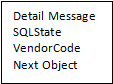 Detail Message
SQLState
VendorCode
Next Object